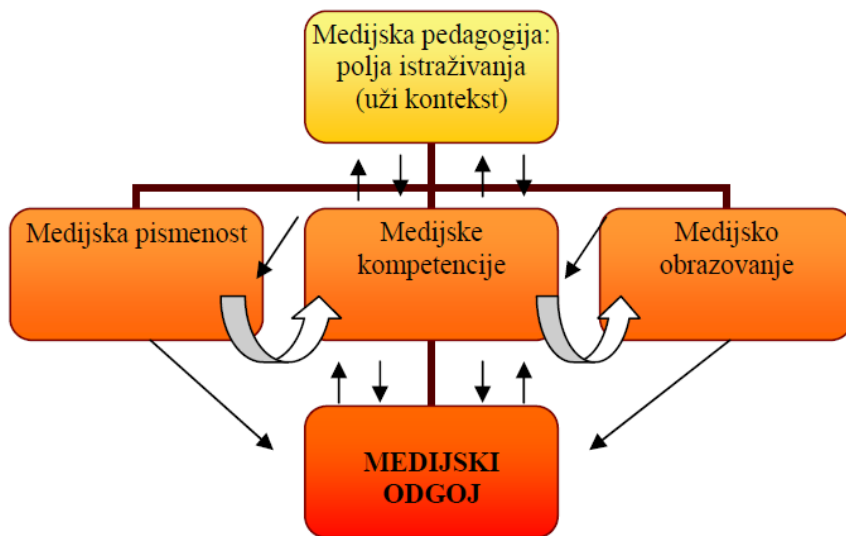 Medijska pedagogija:
polja istraživanja
(uži kontekst)
Medijska pismenost
Medijske
kompetencije
Medijsko
obrazovanje
MEDIJSKI
ODGOJ